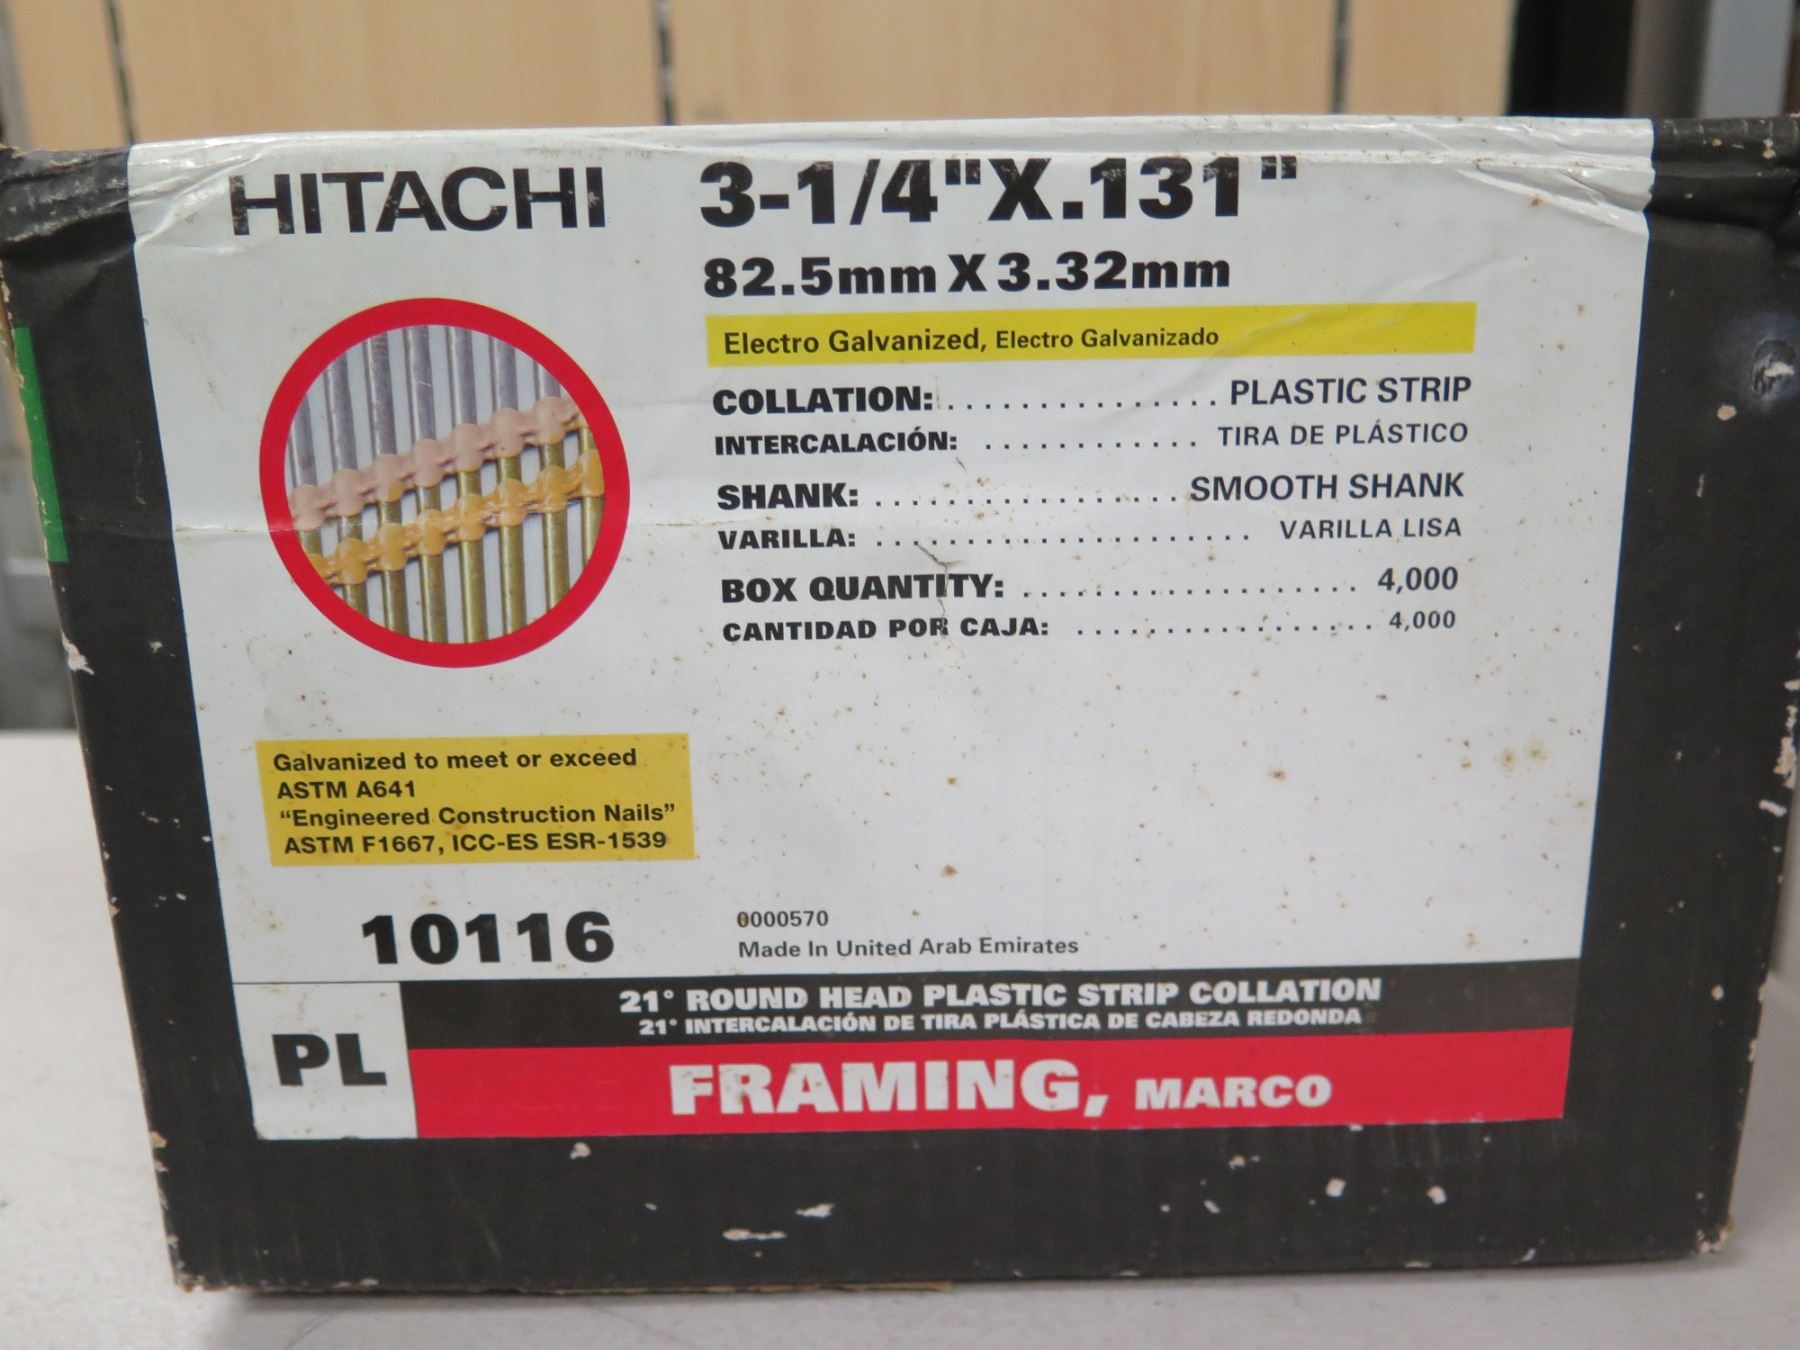 HITACHI
3-1/4"X.131"
82.5mm X 3.32mm
Electro Galvanized, Electro Galvanizado
COLLATION: . . . . . . . . . . . . . . . PLASTIC STRIP
INTERCALACIÓN: . . . . . . . . . . . . TIRA DE PLÁSTICO
SHANK: . . . . . . . . . . . . . . . . . SMOOTH SHANK
VARILLA: . . . . . . . . . . . . . . . . . . . . VARILLA LISA
BOX QUANTITY: . . . . . . . . . . . . . . . . . . 4,000
CANTIDAD POR CAJA: . . . . . . . . . . . . . . . . 4,000
Galvanized to meet or exceed
ASTM A641
“Engineered Construction Nails”
ASTM F1667, ICC-ES ESR-1539
10116
0000570
Made In United Arab Emirates
PL
21° ROUND HEAD PLASTIC STRIP COLLATION
21° INTERCALACIÓN DE TIRA PLÁSTICA DE CABEZA REDONDA
FRAMING, MARCO